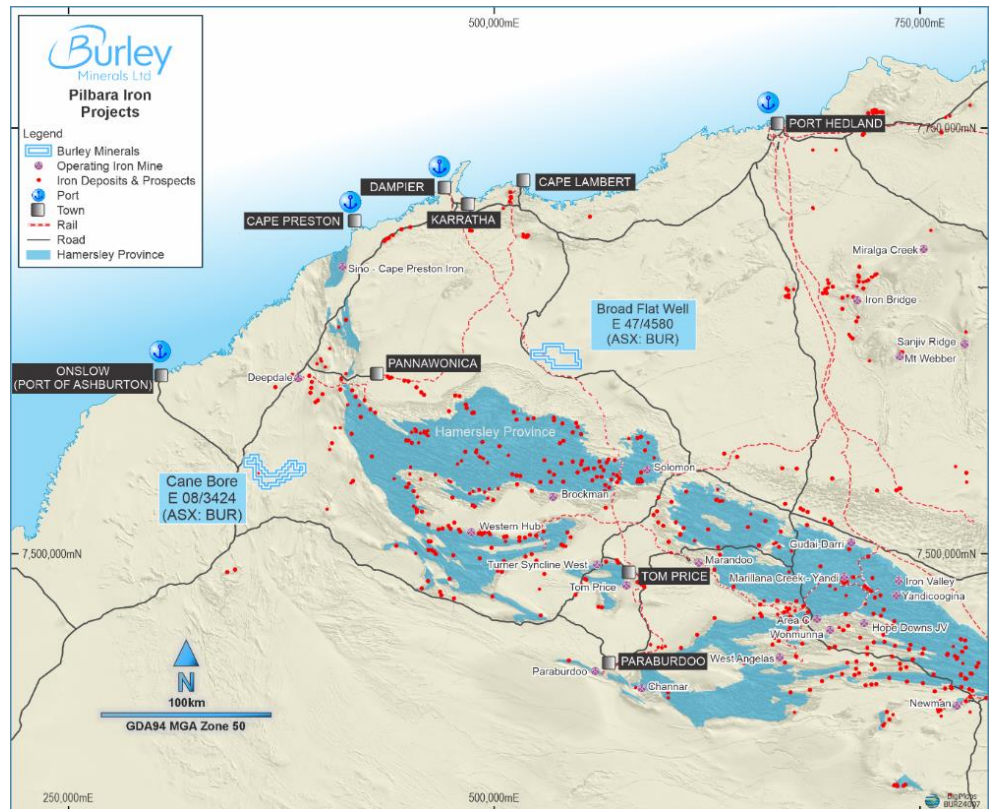 500,000mE
750,000mE
Burley
Minerals Ltd
Pilbara Iron
Projects
Legend
Burley Minerals
Operating Iron Mine
Iron Deposits & Prospects
Port
Town
Rail
Road
Hamersley Province
PORT HEDLAND
7,750,000mN
DAMPIER
CAPE LAMBERT
CAPE PRESTON
KARRATHA
Miralga Creek
Sino - Cape Preston Iron
Iron Bridge
Broad Flat Well
E 47/4580
(ASX: BUR)
Sanjiv Ridge
Mt Webber
ONSLOW
(PORT OF ASHBURTON)
PANNAWONICA
Deepdale
Hamersley Province
Solomon
Cane Bore
E 08/3424
(ASX: BUR)
Brockman
Western Hub
Gudai-Darri
7,500,000mN
7,500,000mN
Turner Syncline West
Marandoo
TOM PRICE
Marillana Creek - Yandi
Iron Valley
Tom Price
Yandicoogina
Area C
Hope Downs JV
Wonmunna
PARABURDOO
West Angelas
Paraburdoo
Channar
N
100km
GDA94 MGA Zone 50
Newman
250,000mE
500,000mE
BigMaps